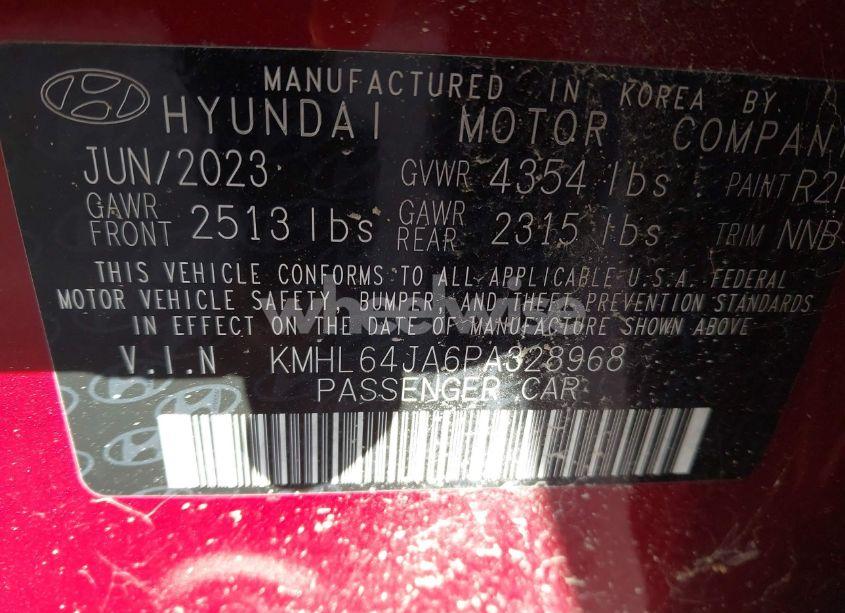 MANUFACTURED IN KOREA BY
HYUNDAI MOTOR COMPANY
JUN/2023 GVWR 4354 lbs PAINT R2
GAWR FRONT 2513 lbs GAWR REAR 2315 lbs TRIM NNB
THIS VEHICLE CONFORMS TO ALL APPLICABLE U.S.A. FEDERAL
MOTOR VEHICLE SAFETY, BUMPER, AND THEFT PREVENTION STANDARDS
IN EFFECT ON THE DATE OF MANUFACTURE SHOWN ABOVE
wheelwise
V.I.N KMHL64JA6PA328968
PASSENGER CAR